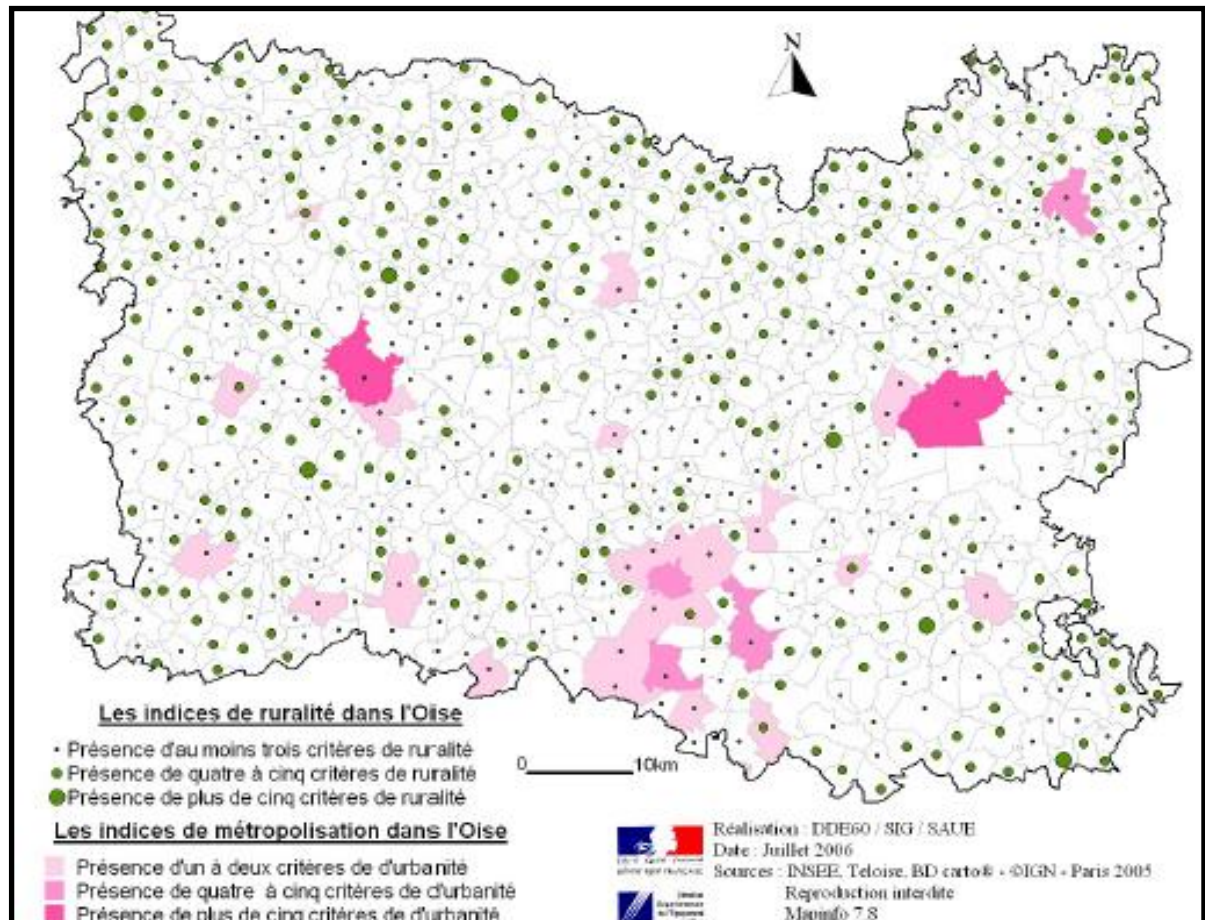 N
Les indices de ruralité dans l'Oise
Présence d'au moins trois critères de ruralité
Présence de quatre à cinq critères de ruralité
Présence de plus de cinq critères de ruralité
0 10km
Les indices de métropolisation dans l'Oise
Présence d'un à deux critères de d'urbanité
Présence de quatre à cinq critères de d'urbanité
Présence de plus de cinq critères de d'urbanité
Réalisation : DDE60 / SIG / SAUE
Date : Juillet 2006
Sources : INSEE, Teloise, BD carto® - ©IGN - Paris 2005
Reproduction interdite
Mapinfo 7.8